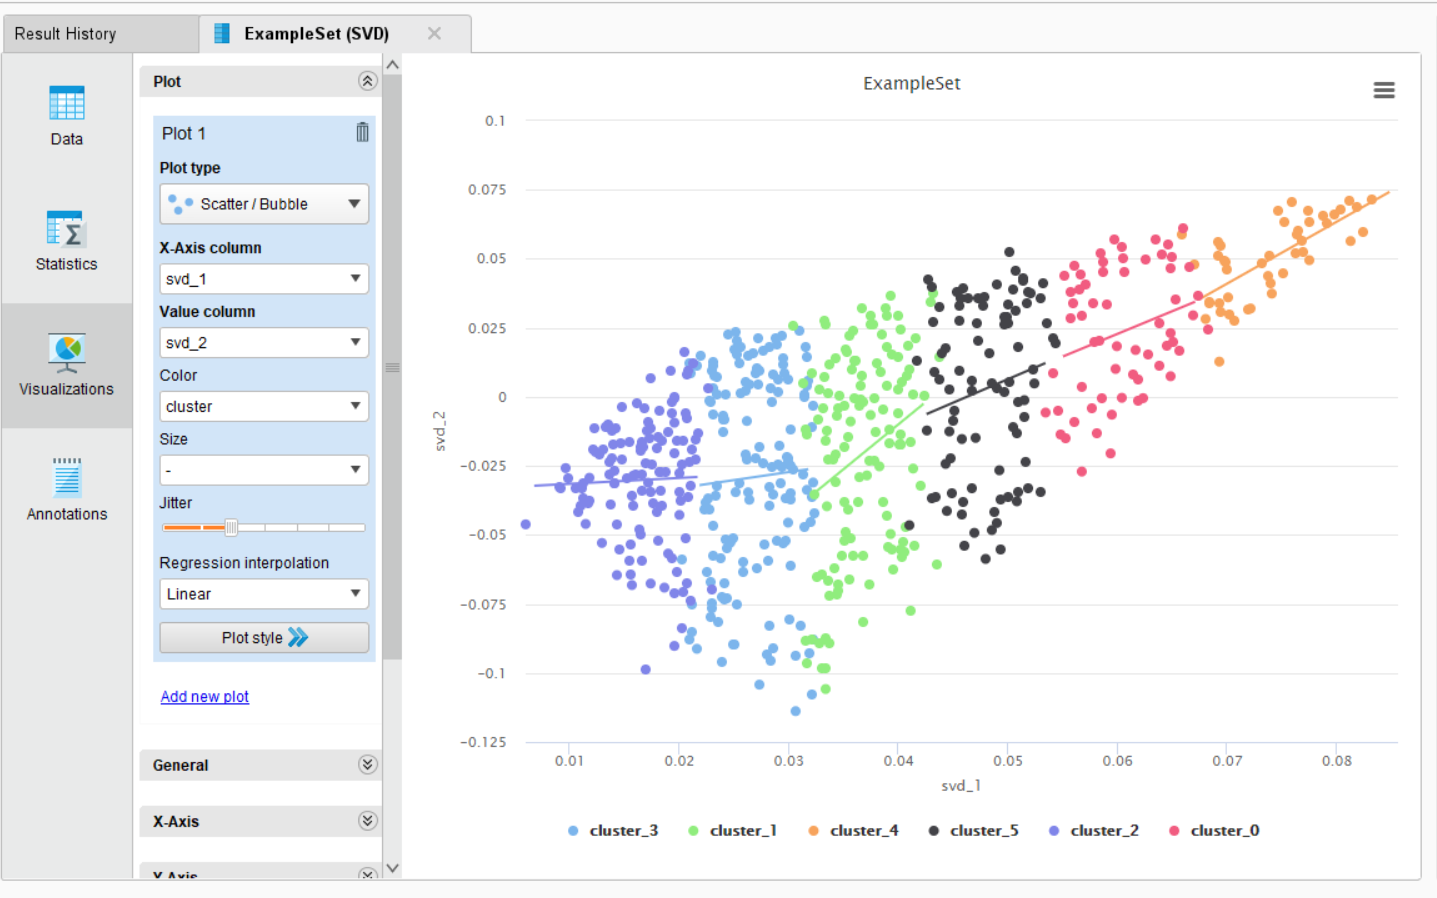 Result History
ExampleSet (SVD)
Data
Statistics
Visualizations
Annotations
Plot
Plot 1
Plot type
Scatter / Bubble
X-Axis column
svd_1
Value column
svd_2
Color
cluster
Size
-
Jitter
Regression interpolation
Linear
Plot style
Add new plot
General
X-Axis
Y-Axis
ExampleSet
0.1
0.075
0.05
0.025
0
−0.025
−0.05
−0.075
−0.1
−0.125
svd_2
0.01 0.02 0.03 0.04 0.05 0.06 0.07 0.08
svd_1
cluster_3 cluster_1 cluster_4 cluster_5 cluster_2 cluster_0